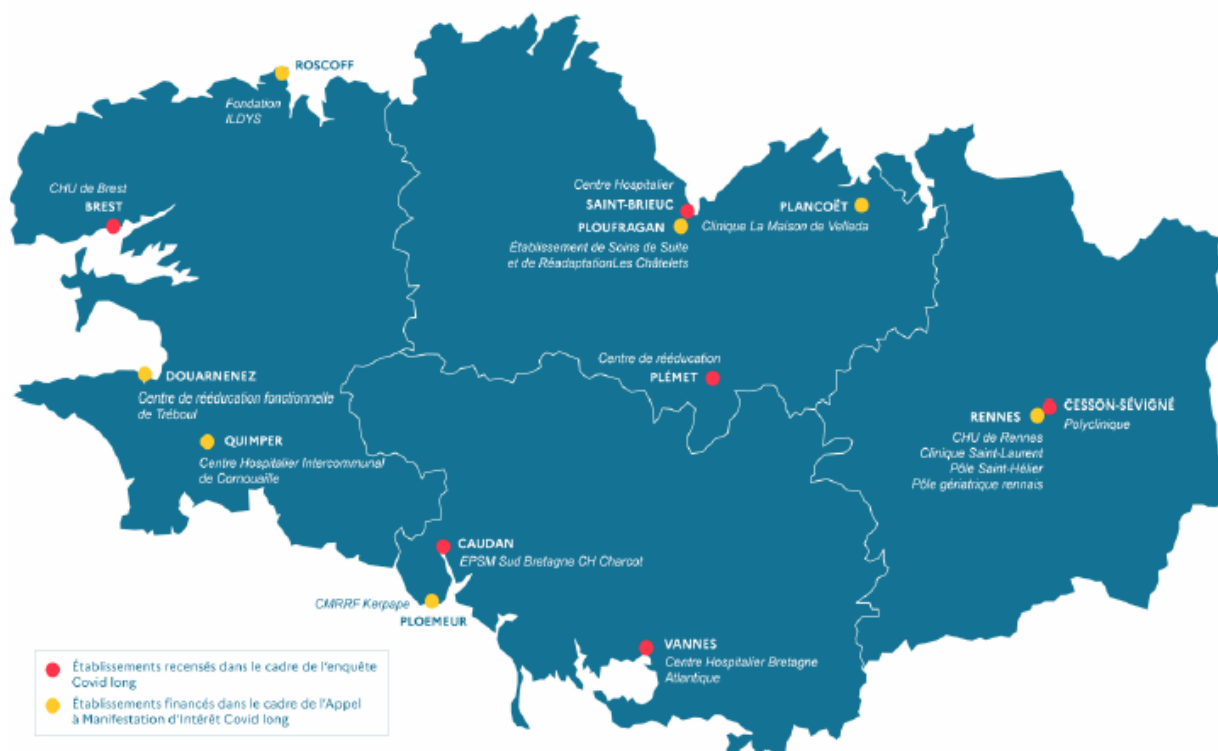 ROSCOFF
Fondation
ILDYS
CHU de Brest
BREST
Centre Hospitalier
SAINT-BRIEUC
PLOUFRAGAN
Établissement de Soins de Suite
et de RéadaptationLes Châtelets
PLANCOËT
Clinique La Maison de Velleda
DOUARNENEZ
Centre de rééducation fonctionnelle
de Tréboul
QUIMPER
Centre Hospitalier Intercommunal
de Cornouaille
Centre de rééducation
PLÉMET
CESSON-SÉVIGNÉ
Polyclinique
RENNES
CHU de Rennes
Clinique Saint-Laurent
Pôle Saint-Hélier
Pôle gériatrique rennais
CAUDAN
EPSM Sud Bretagne CH Charcot
CMRRF Kerpape
PLOEMEUR
VANNES
Centre Hospitalier Bretagne
Atlantique
Établissements recensés dans le cadre de l'enquête
Covid long
Établissements financés dans le cadre de l'Appel
à Manifestation d'Intérêt Covid long